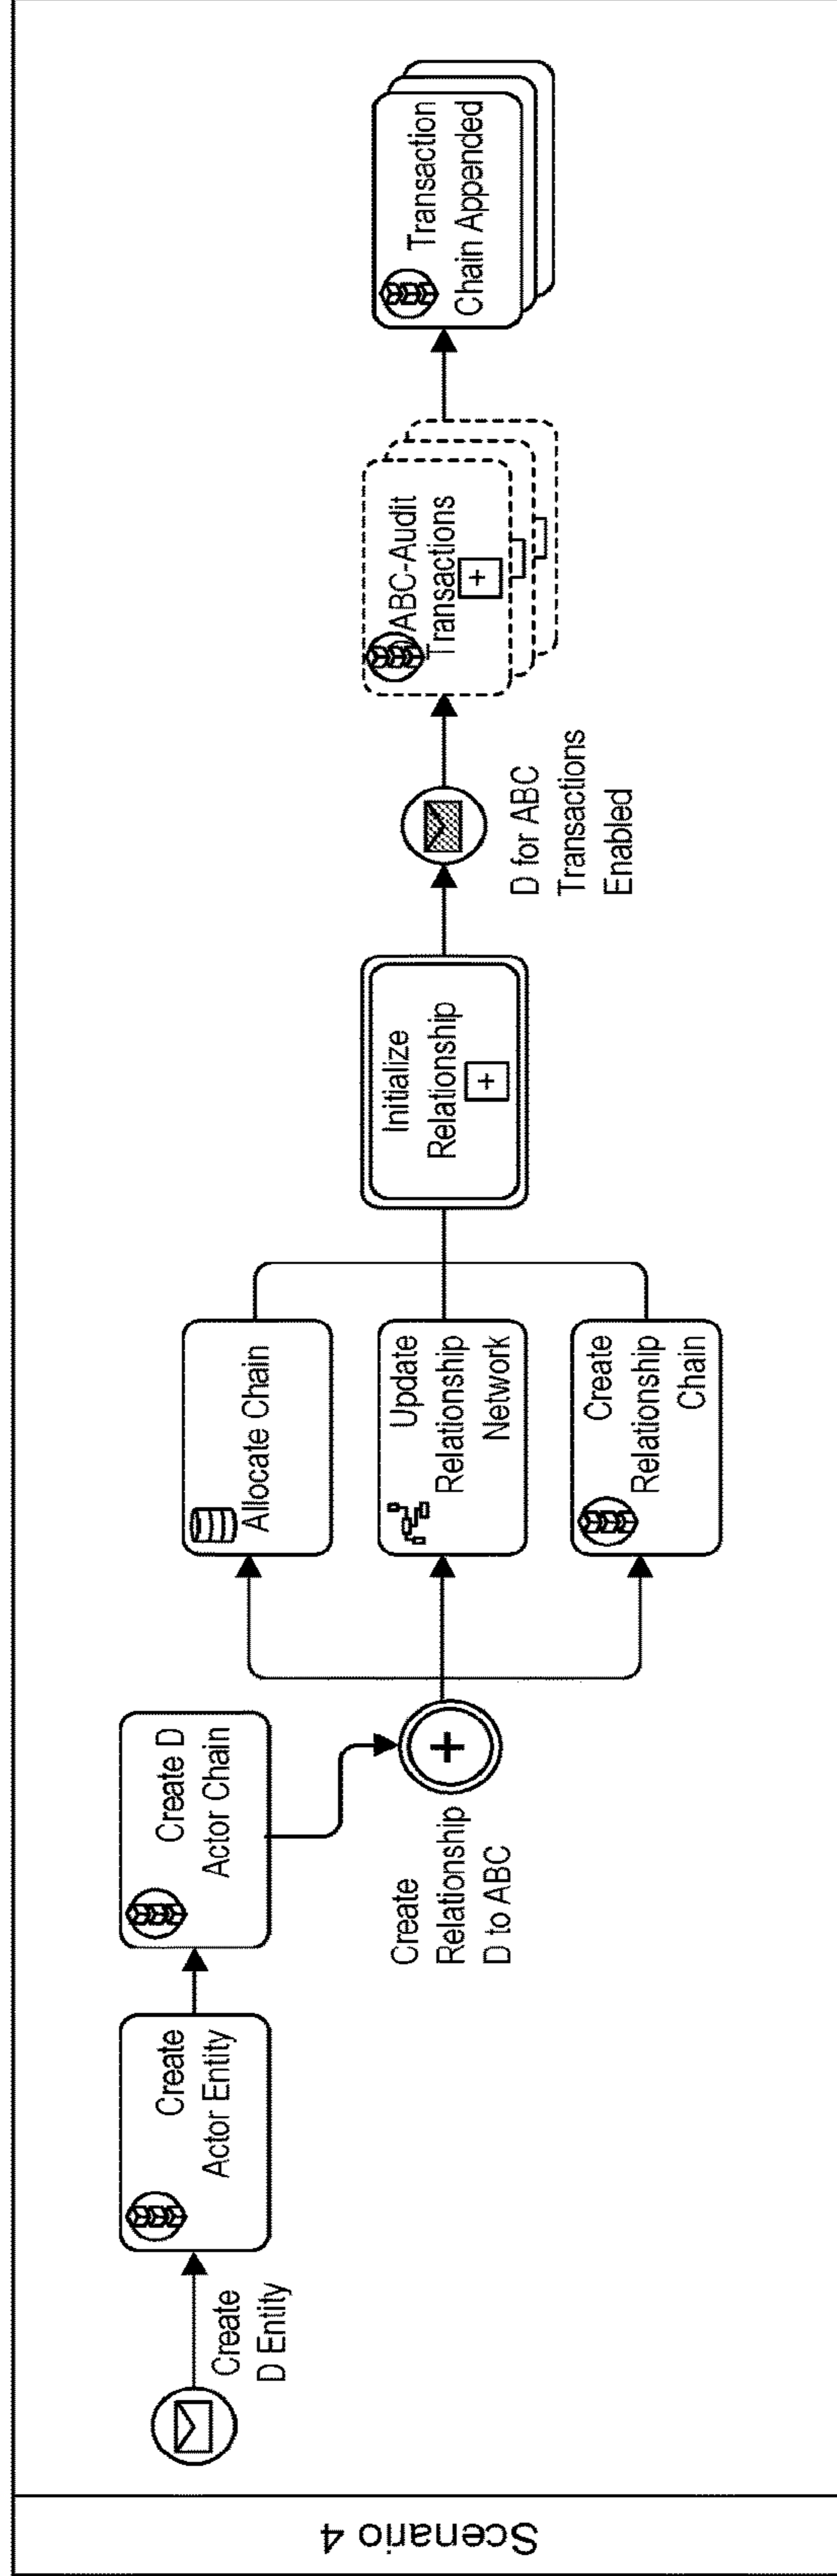 Scenario 4
Create
D Entity
Create
Actor Entity
Create D
Actor Chain
Create
Relationship
D to ABC
Allocate Chain
Update
Relationship
Network
Create
Relationship
Chain
Initialize
Relationship
+
D for ABC
Transactions
Enabled
ABC-Audit
Transactions
+
Transaction
Chain Appended